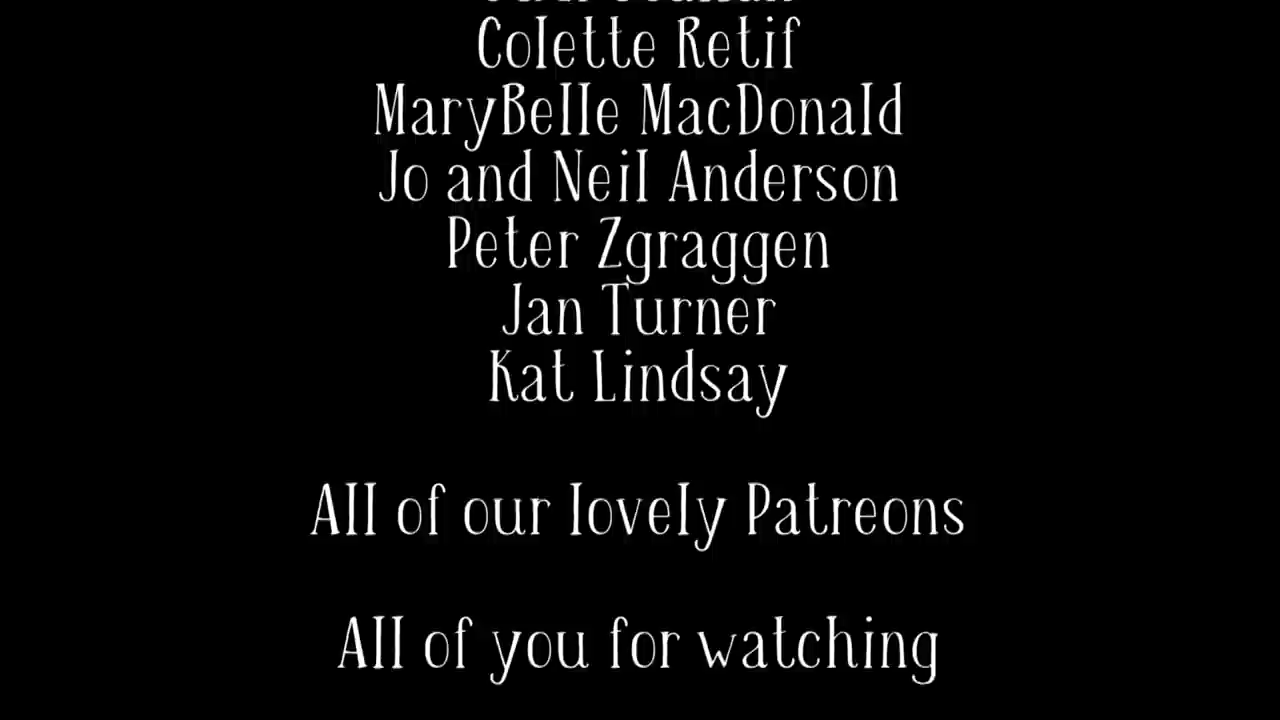 Colette Retif
MaryBelle MacDonald
Jo and Neil Anderson
Peter Zgraggen
Jan Turner
Kat Lindsay
All of our lovely Patreons
All of you for watching